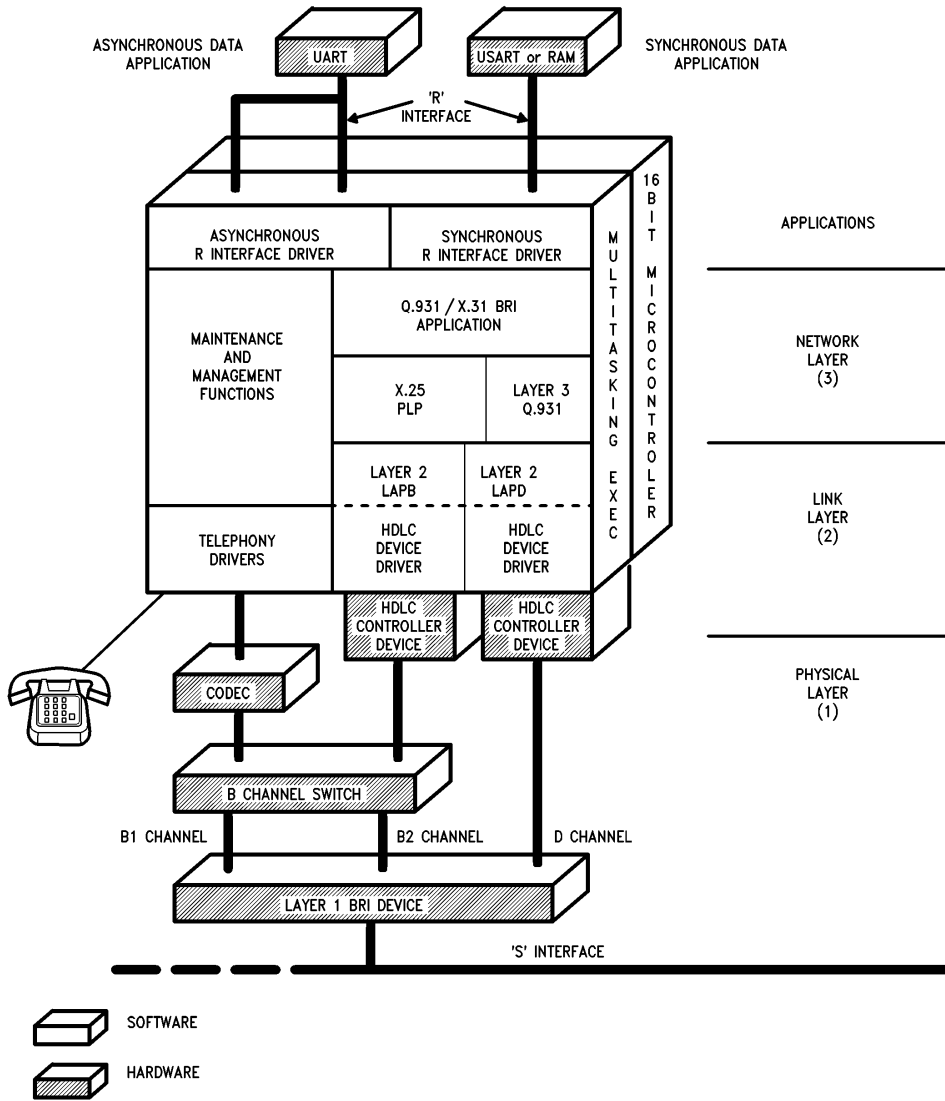 ASYNCHRONOUS DATA
APPLICATION
UART
USART or RAM
SYNCHRONOUS DATA
APPLICATION
'R'
INTERFACE
ASYNCHRONOUS
R INTERFACE DRIVER
SYNCHRONOUS
R INTERFACE DRIVER
MULTITASKING EXEC
16 BIT MICROCONTROLER
APPLICATIONS
MAINTENANCE
AND
MANAGEMENT
FUNCTIONS
Q.931 / X.31 BRI
APPLICATION
NETWORK
LAYER
(3)
X.25
PLP
LAYER 3
Q.931
LAYER 2
LAPB
LAYER 2
LAPD
LINK
LAYER
(2)
TELEPHONY
DRIVERS
HDLC
DEVICE
DRIVER
HDLC
DEVICE
DRIVER
HDLC
CONTROLLER
DEVICE
HDLC
CONTROLLER
DEVICE
PHYSICAL
LAYER
(1)
CODEC
B CHANNEL SWITCH
B1 CHANNEL
B2 CHANNEL
D CHANNEL
LAYER 1 BRI DEVICE
'S' INTERFACE
SOFTWARE
HARDWARE